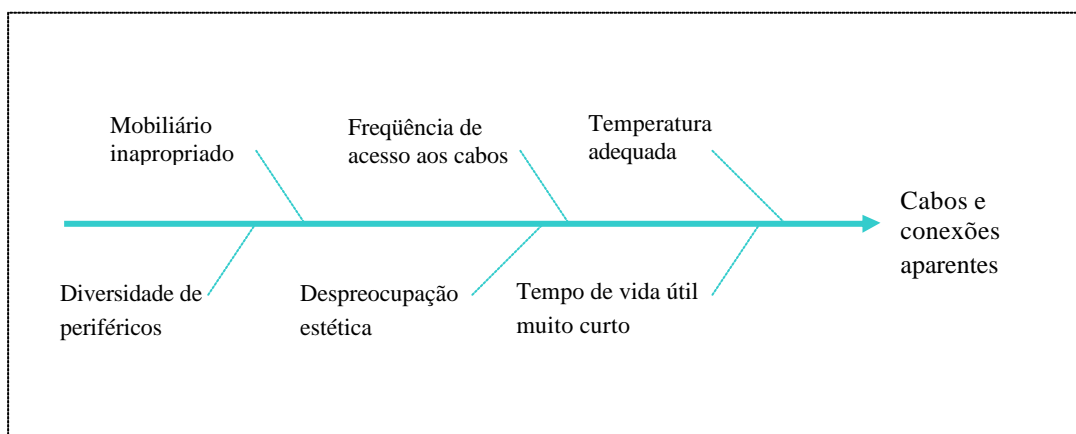 Mobiliário
inapropriado
Freqüência de
acesso aos cabos
Temperatura
adequada
Cabos e
conexões
aparentes
Diversidade de
periféricos
Despreocupação
estética
Tempo de vida útil
muito curto